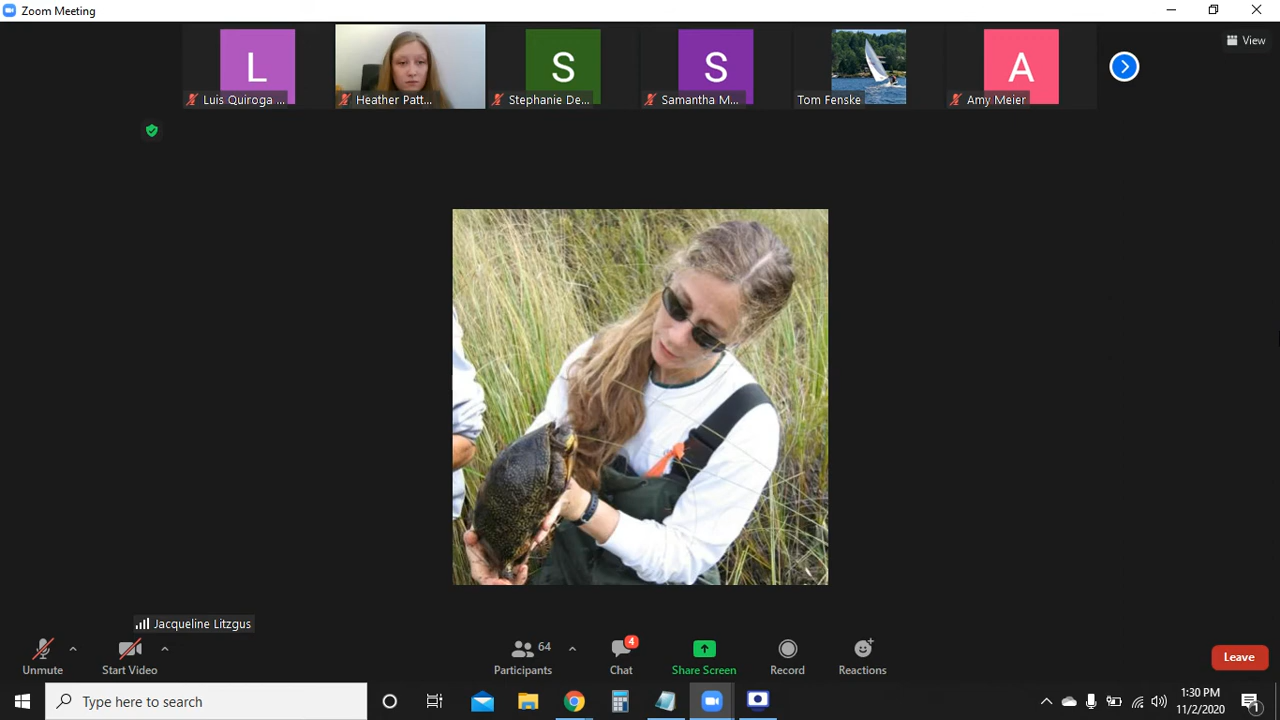 Zoom Meeting
View
L
S
S
A
Luis Quiroga ...
Heather Patt...
Stephanie De...
Samantha M...
Tom Fenske
Amy Meier
Jacqueline Litzgus
64
4
Unmute
Start Video
Participants
Chat
Share Screen
Record
Reactions
Leave
Type here to search
1:30 PM
11/2/2020
1